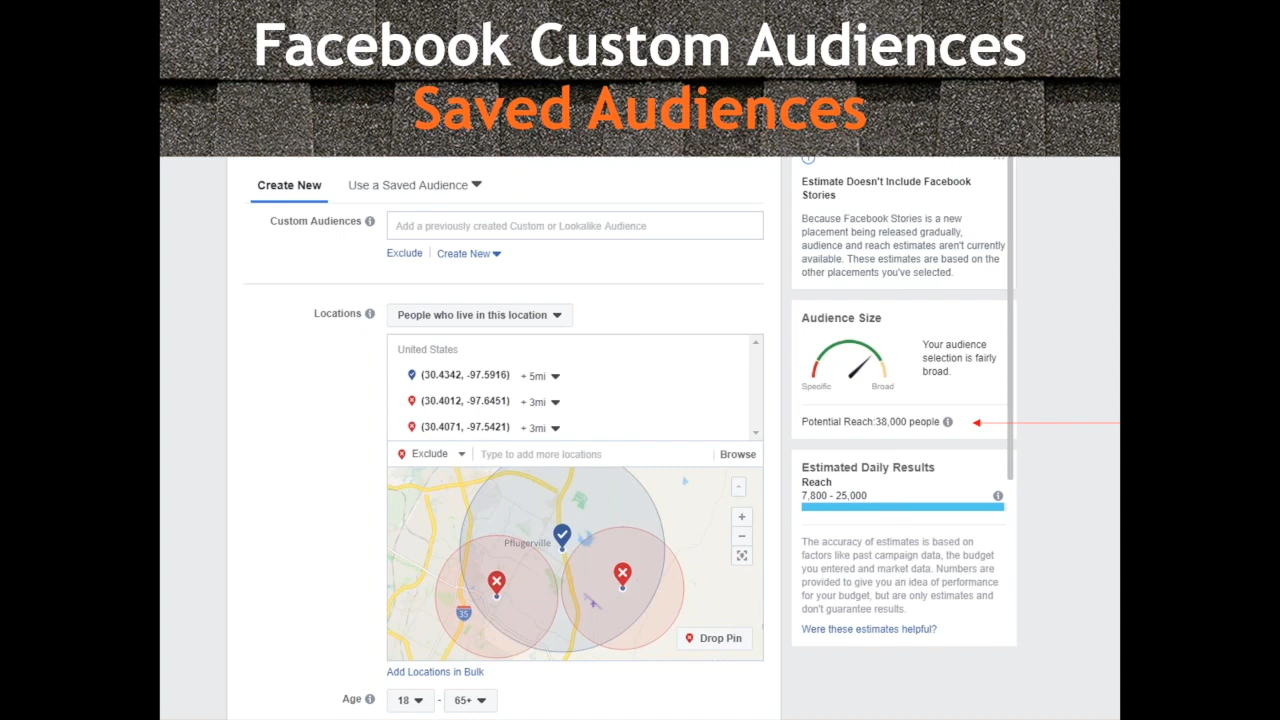 Facebook Custom Audiences
Saved Audiences
Create New
Use a Saved Audience
Custom Audiences
Add a previously created Custom or Lookalike Audience
Exclude
Create New
Locations
People who live in this location
United States
(30.4342, -97.5916) + 5mi
(30.4012, -97.6451) + 3mi
(30.4071, -97.5421) + 3mi
Exclude
Type to add more locations
Browse
Pflugerville
35
+
−
Drop Pin
Add Locations in Bulk
Age
18 - 65+
Estimate Doesn't Include Facebook
Stories
Because Facebook Stories is a new
placement being released gradually,
audience and reach estimates aren't currently
available. These estimates are based on the
other placements you've selected.
Audience Size
Your audience
selection is fairly
broad.
Specific
Broad
Potential Reach:38,000 people
Estimated Daily Results
Reach
7,800 - 25,000
The accuracy of estimates is based on
factors like past campaign data, the budget
you entered and market data. Numbers are
provided to give you an idea of performance
for your budget, but are only estimates and
don't guarantee results.
Were these estimates helpful?